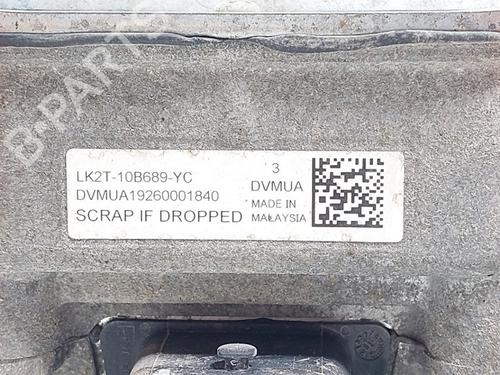 B-PARTS
LK2T-10B689-YC
DVMUA19260001840
SCRAP IF DROPPED
3
DVMUA
MADE IN
MALAYSIA